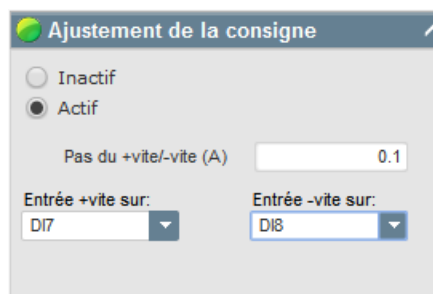 Ajustement de la consigne
Inactif
Actif
Pas du +vite/-vite (A) 0.1
Entrée +vite sur: Entrée -vite sur:
DI7 DI8